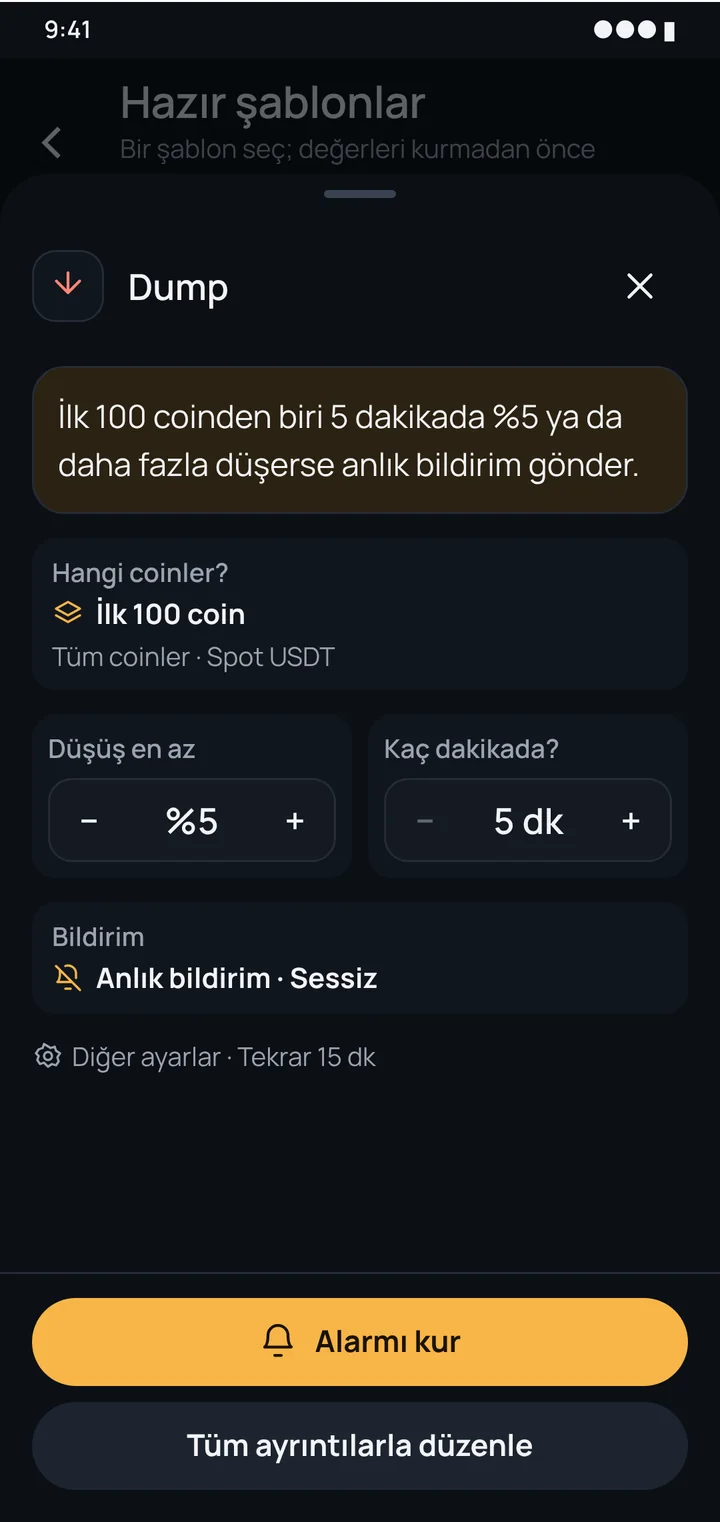 9:41
Hazır şablonlar
Bir şablon seç; değerleri kurmadan önce
Dump
İlk 100 coinden biri 5 dakikada %5 ya da
daha fazla düşerse anlık bildirim gönder.
Hangi coinler?
İlk 100 coin
Tüm coinler · Spot USDT
Düşüş en az
Kaç dakikada?
− %5 +
− 5 dk +
Bildirim
Anlık bildirim · Sessiz
Diğer ayarlar · Tekrar 15 dk
Alarmı kur
Tüm ayrıntılarla düzenle